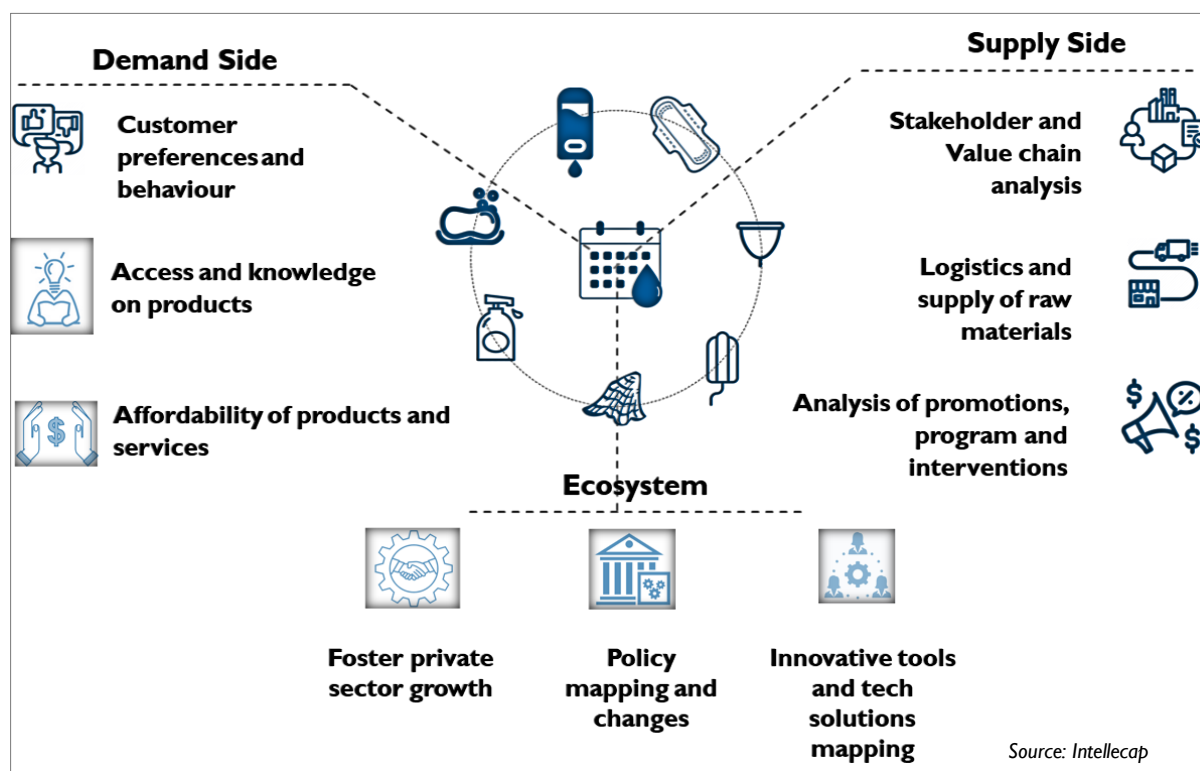 Demand Side
Customer
preferences and
behaviour
Access and knowledge
on products
Affordability of products and
services
Supply Side
Stakeholder and
Value chain
analysis
Logistics and
supply of raw
materials
Analysis of promotions,
program and
interventions
Ecosystem
Foster private
sector growth
Policy
mapping and
changes
Innovative tools
and tech
solutions
mapping
Source: Intellecap